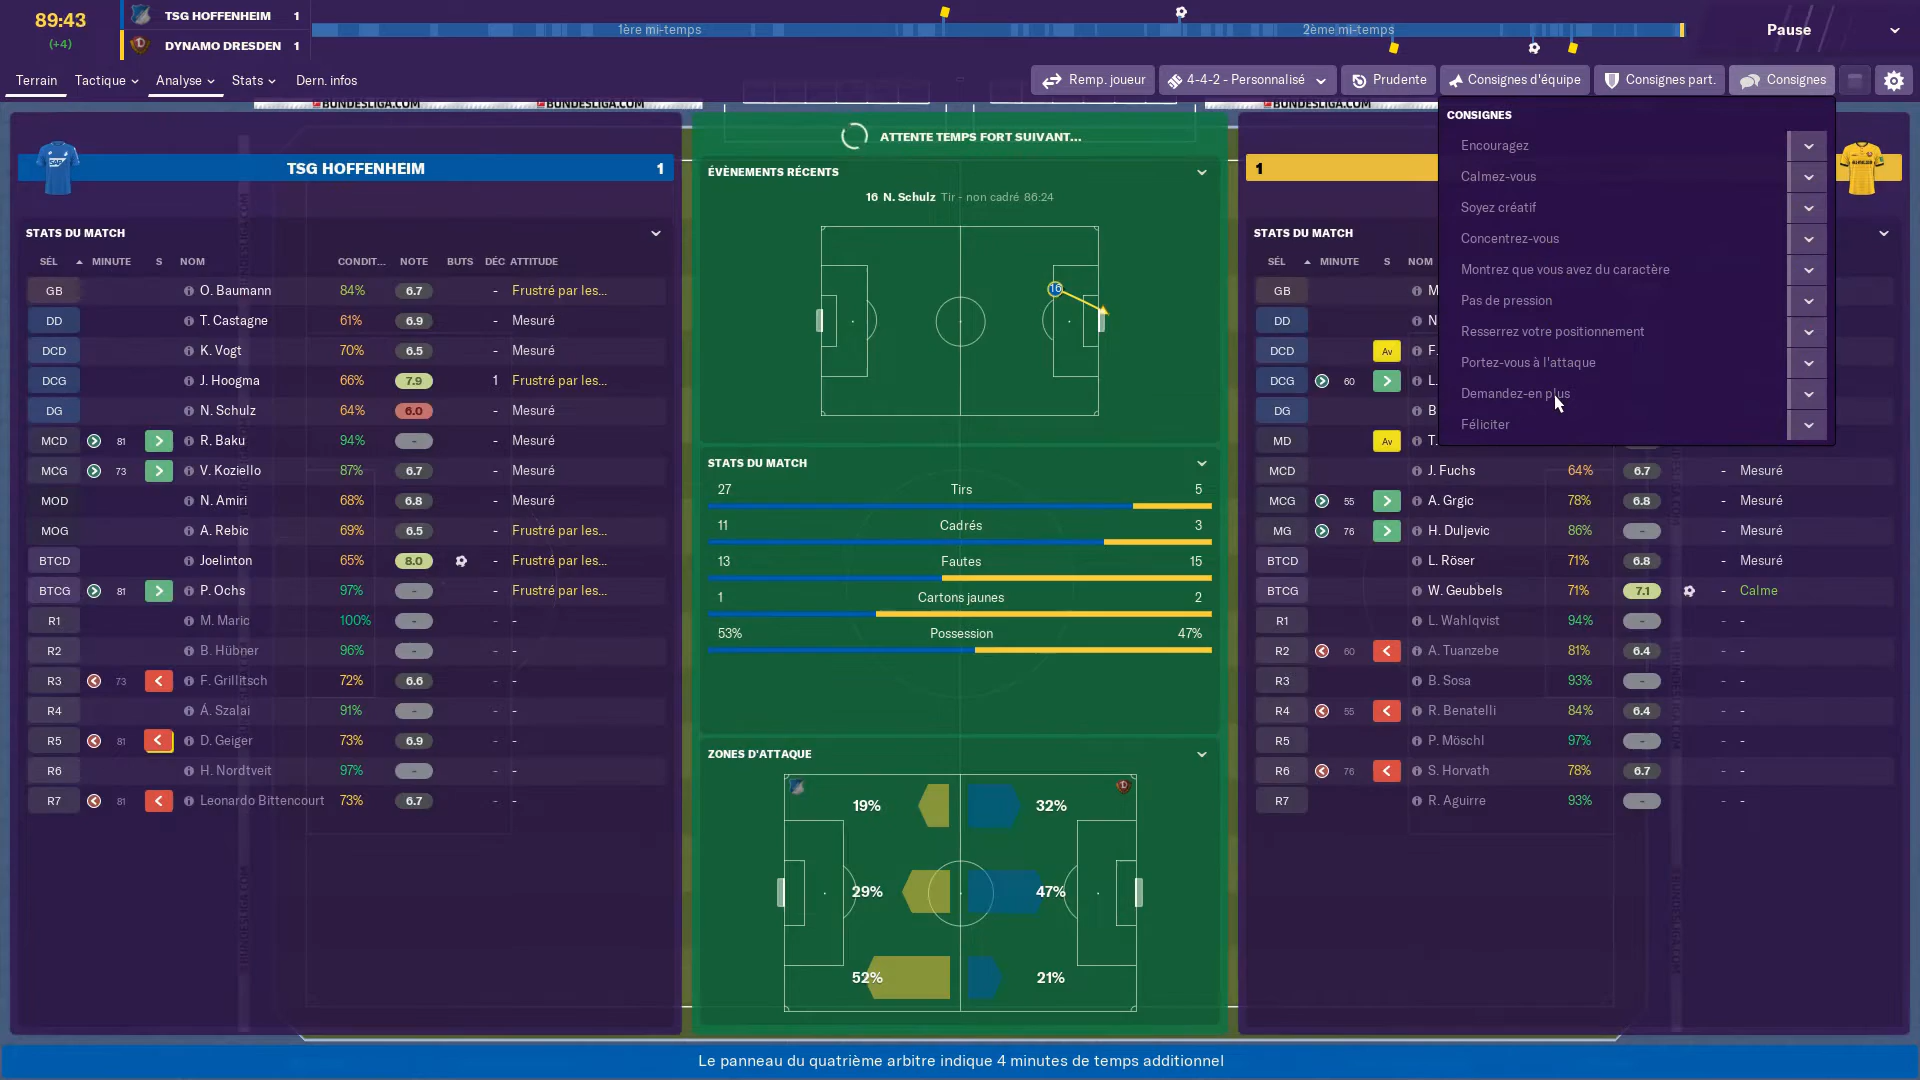 89:43
(+4)
TSG HOFFENHEIM 1
DYNAMO DRESDEN 1
1ère mi-temps
2ème mi-temps
Pause
Terrain
Tactique
Analyse
Stats
Dern. infos
Remp. joueur
4-4-2 - Personnalisé
Prudente
Consignes d'équipe
Consignes part.
Consignes
BUNDESLIGA.COM
BUNDESLIGA.COM
BUNDESLIGA.COM
BUNDESLIGA.COM
CONSIGNES
Encouragez
Calmez-vous
Soyez créatif
Concentrez-vous
Montrez que vous avez du caractère
Pas de pression
Resserrez votre positionnement
Portez-vous à l'attaque
Demandez-en plus
Féliciter
TSG HOFFENHEIM 1
STATS DU MATCH
SÉL MINUTE S NOM CONDIT... NOTE BUTS DÉC ATTITUDE
GB O. Baumann 84% 6.7 - Frustré par les...
DD T. Castagne 61% 6.9 - Mesuré
DCD K. Vogt 70% 6.5 - Mesuré
DCG J. Hoogma 66% 7.9 1 Frustré par les...
DG N. Schulz 64% 6.0 - Mesuré
MCD 81 R. Baku 94% - - Mesuré
MCG 73 V. Koziello 87% 6.7 - Mesuré
MOD N. Amiri 68% 6.8 - Mesuré
MOG A. Rebic 69% 6.5 - Frustré par les...
BTCD Joelinton 65% 8.0 - Frustré par les...
BTCG 81 P. Ochs 97% - - Frustré par les...
R1 M. Maric 100% - - -
R2 B. Hübner 96% - - -
R3 73 F. Grillitsch 72% 6.6 - -
R4 Á. Szalai 91% - - -
R5 81 D. Geiger 73% 6.9 - -
R6 H. Nordtveit 97% - - -
R7 81 Leonardo Bittencourt 73% 6.7 - -
ATTENTE TEMPS FORT SUIVANT...
ÉVÈNEMENTS RÉCENTS
16 N. Schulz Tir - non cadré 86:24
16
STATS DU MATCH
27 Tirs 5
11 Cadrés 3
13 Fautes 15
1 Cartons jaunes 2
53% Possession 47%
ZONES D'ATTAQUE
19% 32%
29% 47%
52% 21%
1
STATS DU MATCH
SÉL MINUTE S NOM
GB M
DD N
DCD Av F.
DCG 60 L.
DG B
MD Av T.
MCD J. Fuchs 64% 6.7 - Mesuré
MCG 55 A. Grgic 78% 6.8 - Mesuré
MG 76 H. Duljevic 86% - - Mesuré
BTCD L. Röser 71% 6.8 - Mesuré
BTCG W. Geubbels 71% 7.1 - Calme
R1 L. Wahlqvist 94% - - -
R2 60 A. Tuanzebe 81% 6.4 - -
R3 B. Sosa 93% - - -
R4 55 R. Benatelli 84% 6.4 - -
R5 P. Möschl 97% - - -
R6 76 S. Horvath 78% 6.7 - -
R7 R. Aguirre 93% - - -
Le panneau du quatrième arbitre indique 4 minutes de temps additionnel